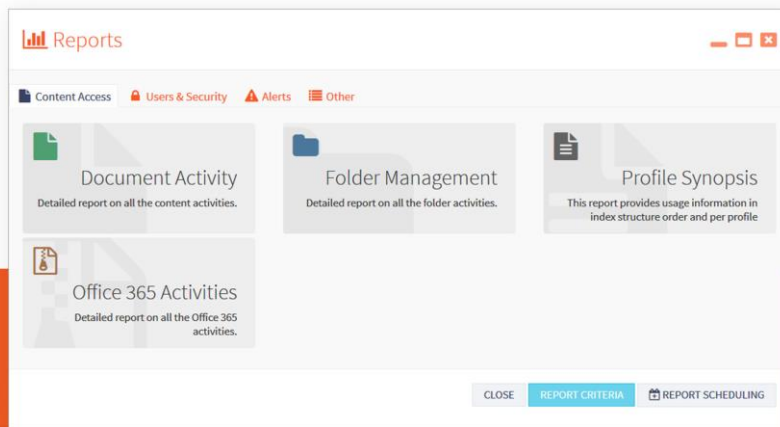 Reports
Content Access Users & Security Alerts Other
Document Activity
Detailed report on all the content activities.
Folder Management
Detailed report on all the folder activities.
Profile Synopsis
This report provides usage information in
index structure order and per profile
Office 365 Activities
Detailed report on all the Office 365
activities.
CLOSE REPORT CRITERIA REPORT SCHEDULING